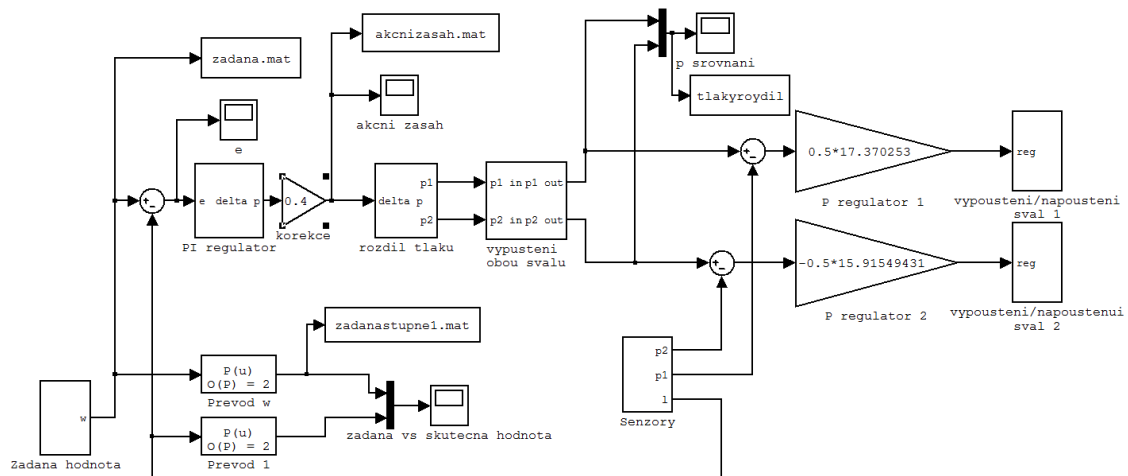 zadana.mat
akcnizasah.mat
akcni zasah
e
p srovnani
tlakyroydil
e delta p
PI regulator
0.4
korekce
delta p
p1
p2
rozdil tlaku
p1 in p1 out
p2 in p2 out
vypusteni
obou svalu
0.5*17.370253
P regulator 1
reg
vypousteni/napousteni
sval 1
-0.5*15.91549431
P regulator 2
reg
vypousteni/napoustenui
sval 2
zadanastupne1.mat
w
Zadana hodnota
P(u)
O(P) = 2
Prevod w
P(u)
O(P) = 2
Prevod l
zadana vs skutecna hodnota
p2
p1
l
Senzory